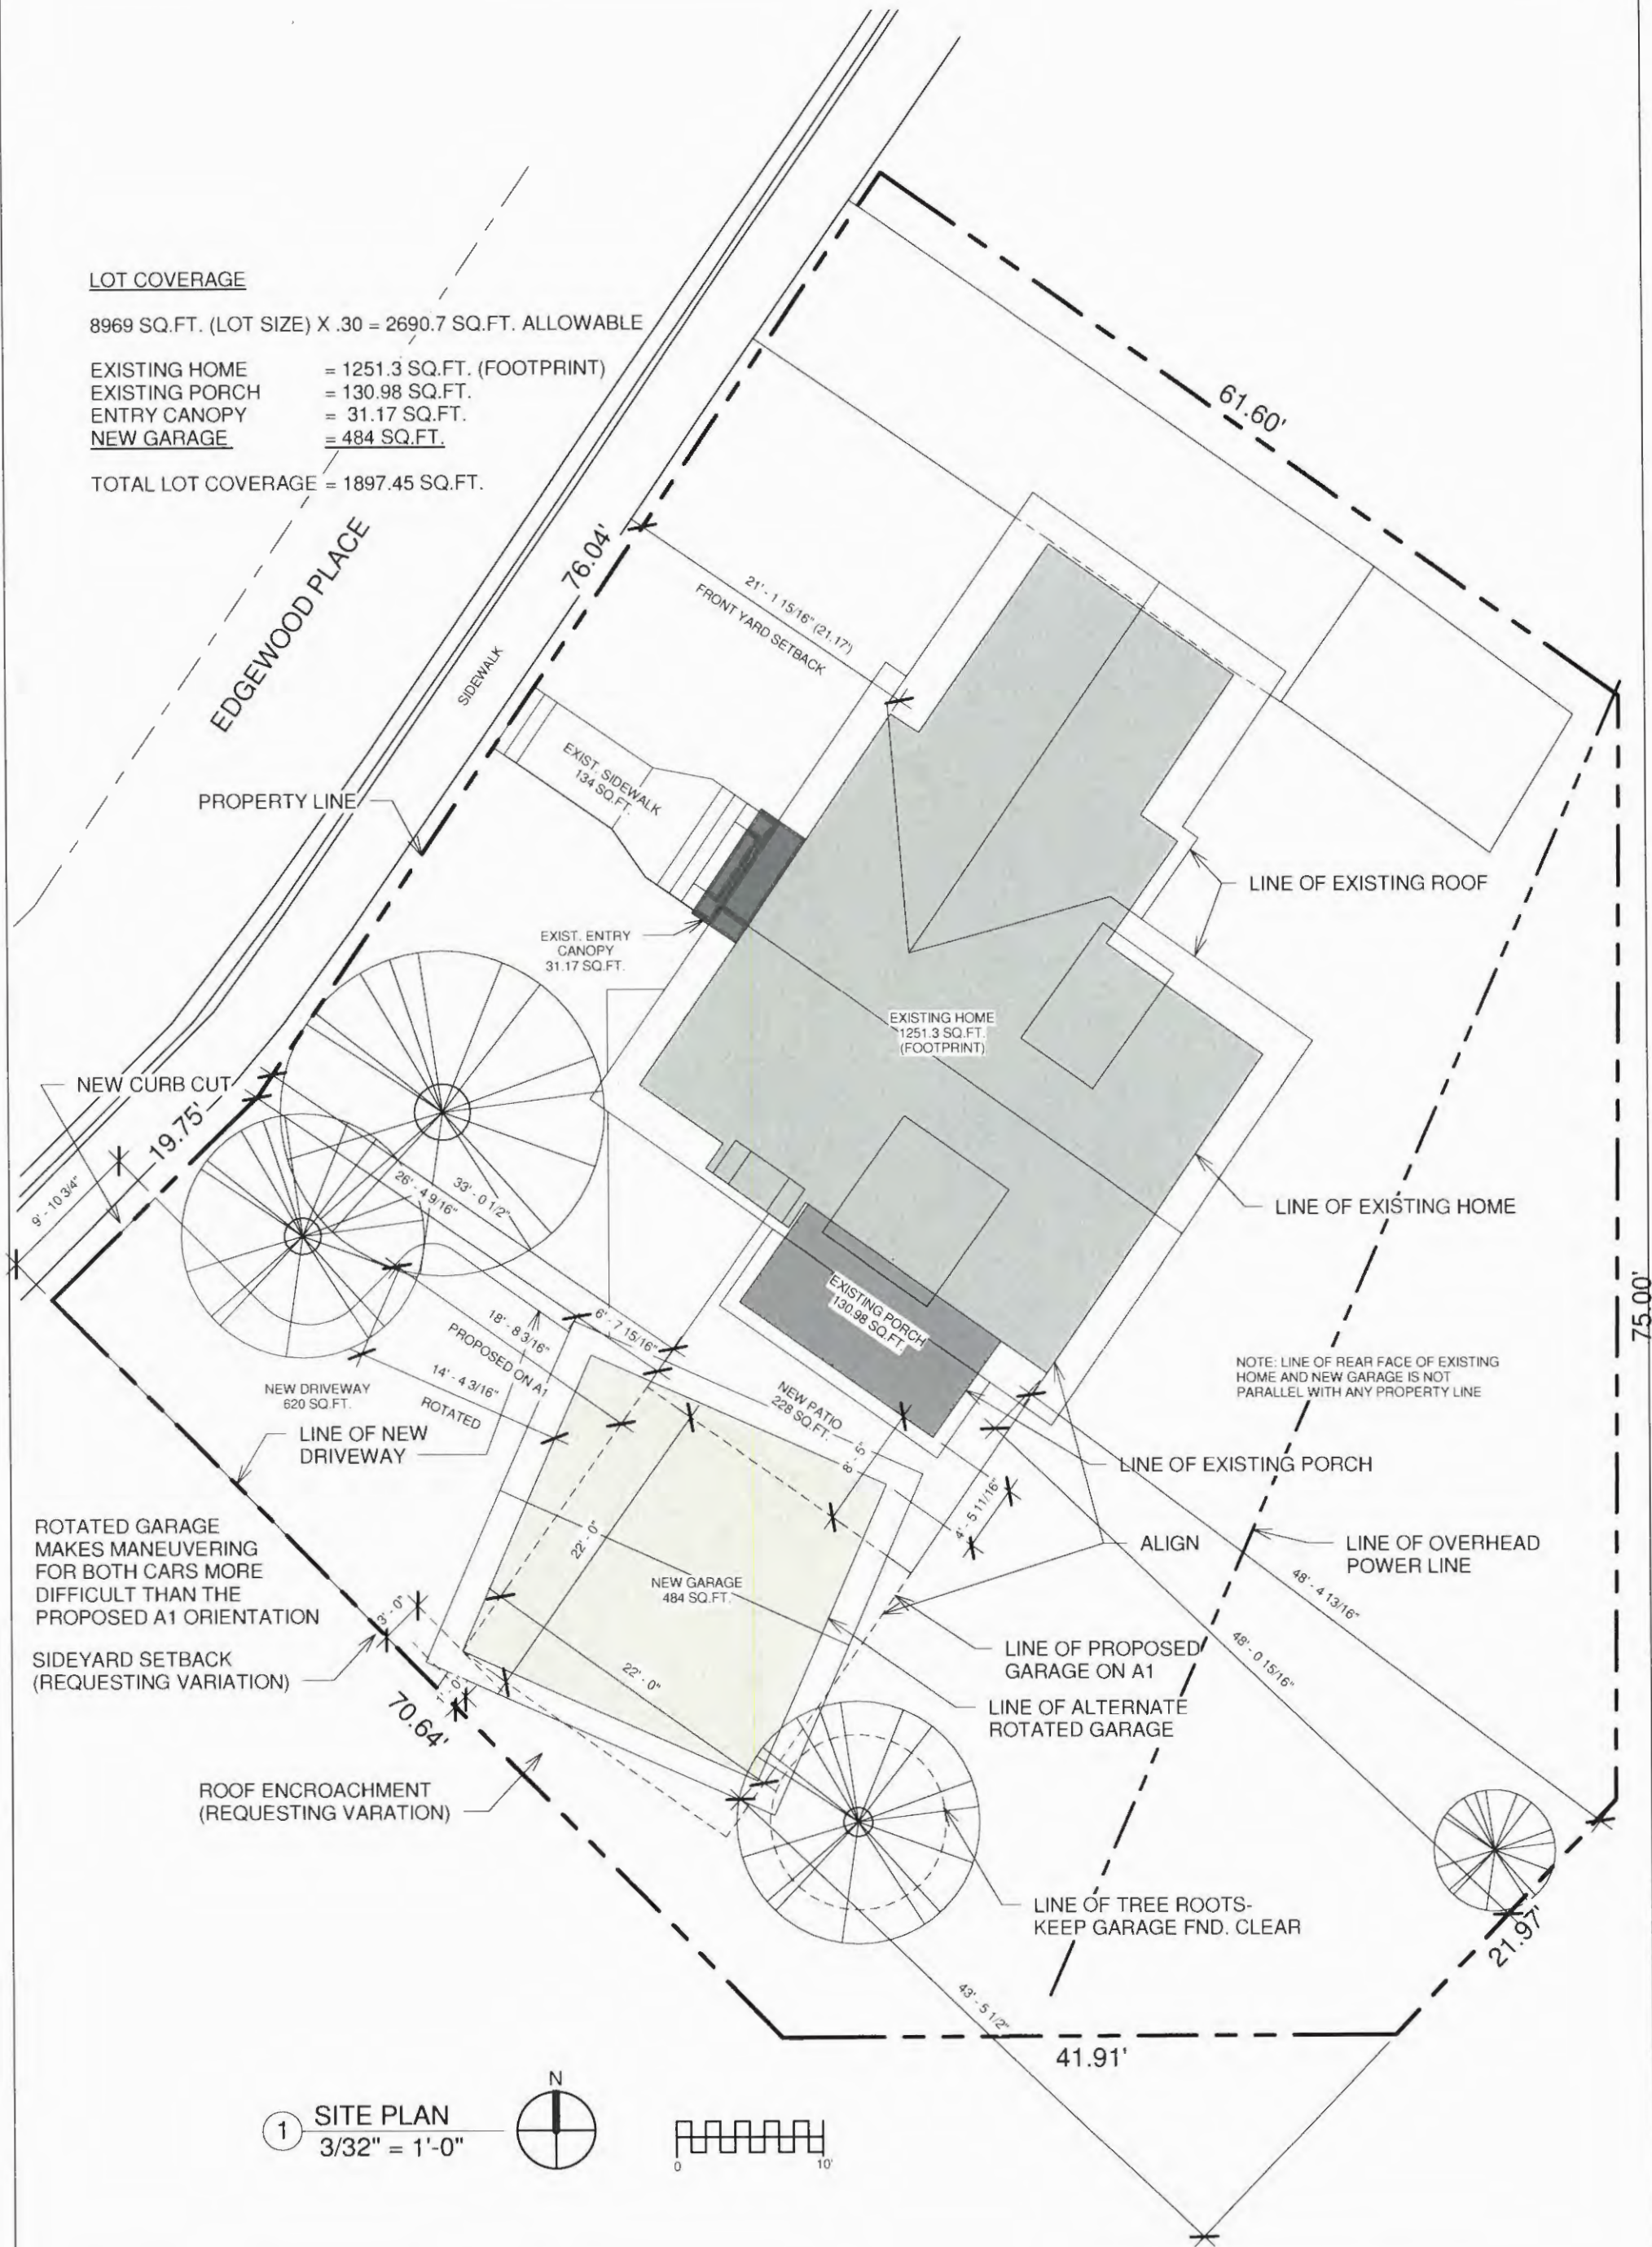 LOT COVERAGE
8969 SQ.FT. (LOT SIZE) X .30 = 2690.7 SQ.FT. ALLOWABLE
EXISTING HOME = 1251.3 SQ.FT. (FOOTPRINT)
EXISTING PORCH = 130.98 SQ.FT.
ENTRY CANOPY = 31.17 SQ.FT.
NEW GARAGE = 484 SQ.FT.
TOTAL LOT COVERAGE = 1897.45 SQ.FT.
61.60'
EDGEWOOD PLACE
76.04'
21' - 1 15/16" (21.17')
FRONT YARD SETBACK
SIDEWALK
EXIST. SIDEWALK
134 SQ.FT.
PROPERTY LINE
LINE OF EXISTING ROOF
EXIST. ENTRY
CANOPY
31.17 SQ.FT.
EXISTING HOME
1251.3 SQ.FT.
(FOOTPRINT)
NEW CURB CUT
19.75'
9' - 10 3/4"
26' - 4 9/16"
33' - 0 1/2"
LINE OF EXISTING HOME
75.00'
EXISTING PORCH
130.98 SQ.FT.
18' - 8 3/16"
PROPOSED ON A1
6' - 7 15/16"
14' - 4 3/16"
ROTATED
NEW DRIVEWAY
620 SQ.FT.
NEW PATIO
228 SQ.FT.
NOTE: LINE OF REAR FACE OF EXISTING
HOME AND NEW GARAGE IS NOT
PARALLEL WITH ANY PROPERTY LINE
LINE OF NEW
DRIVEWAY
8' - 5"
LINE OF EXISTING PORCH
4' - 5 11/16"
ROTATED GARAGE
MAKES MANEUVERING
FOR BOTH CARS MORE
DIFFICULT THAN THE
PROPOSED A1 ORIENTATION
22' - 0"
ALIGN
LINE OF OVERHEAD
POWER LINE
NEW GARAGE
484 SQ.FT.
48' - 4 13/16"
3' - 0"
SIDEYARD SETBACK
(REQUESTING VARIATION)
LINE OF PROPOSED
GARAGE ON A1
48' - 0 15/16"
22' - 0"
1' - 0"
70.64'
LINE OF ALTERNATE
ROTATED GARAGE
ROOF ENCROACHMENT
(REQUESTING VARATION)
LINE OF TREE ROOTS-
KEEP GARAGE FND. CLEAR
21.97'
43' - 5 1/2"
41.91'
N
1
SITE PLAN
3/32" = 1'-0"
0
10'